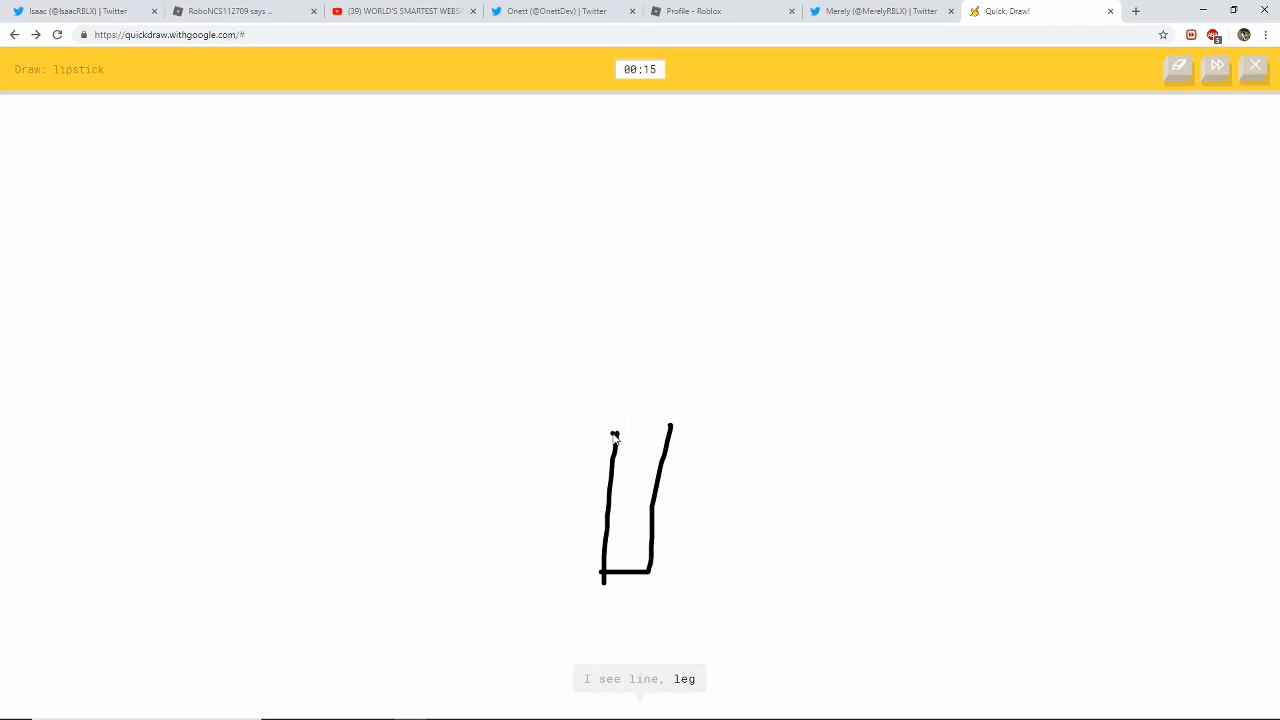 Isaac (@IsaacRBLX) | Twitter
RoboNCS112709 says ...
(39) WORLD'S SMARTEST WEBS
Onett (@OnettDev) | Twitter
Profile - Roblox
Merely (@MerelyRBLX) | Twitter
Quick, Draw!
https://quickdraw.withgoogle.com/#
Draw: lipstick
00:15
I see line, leg